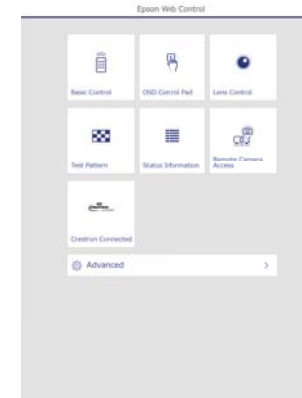 Epson Web Control
Basic Control
OSD Control Pad
Lens Control
Test Pattern
Status Information
Remote Camera
Access
Crestron Connected
Advanced